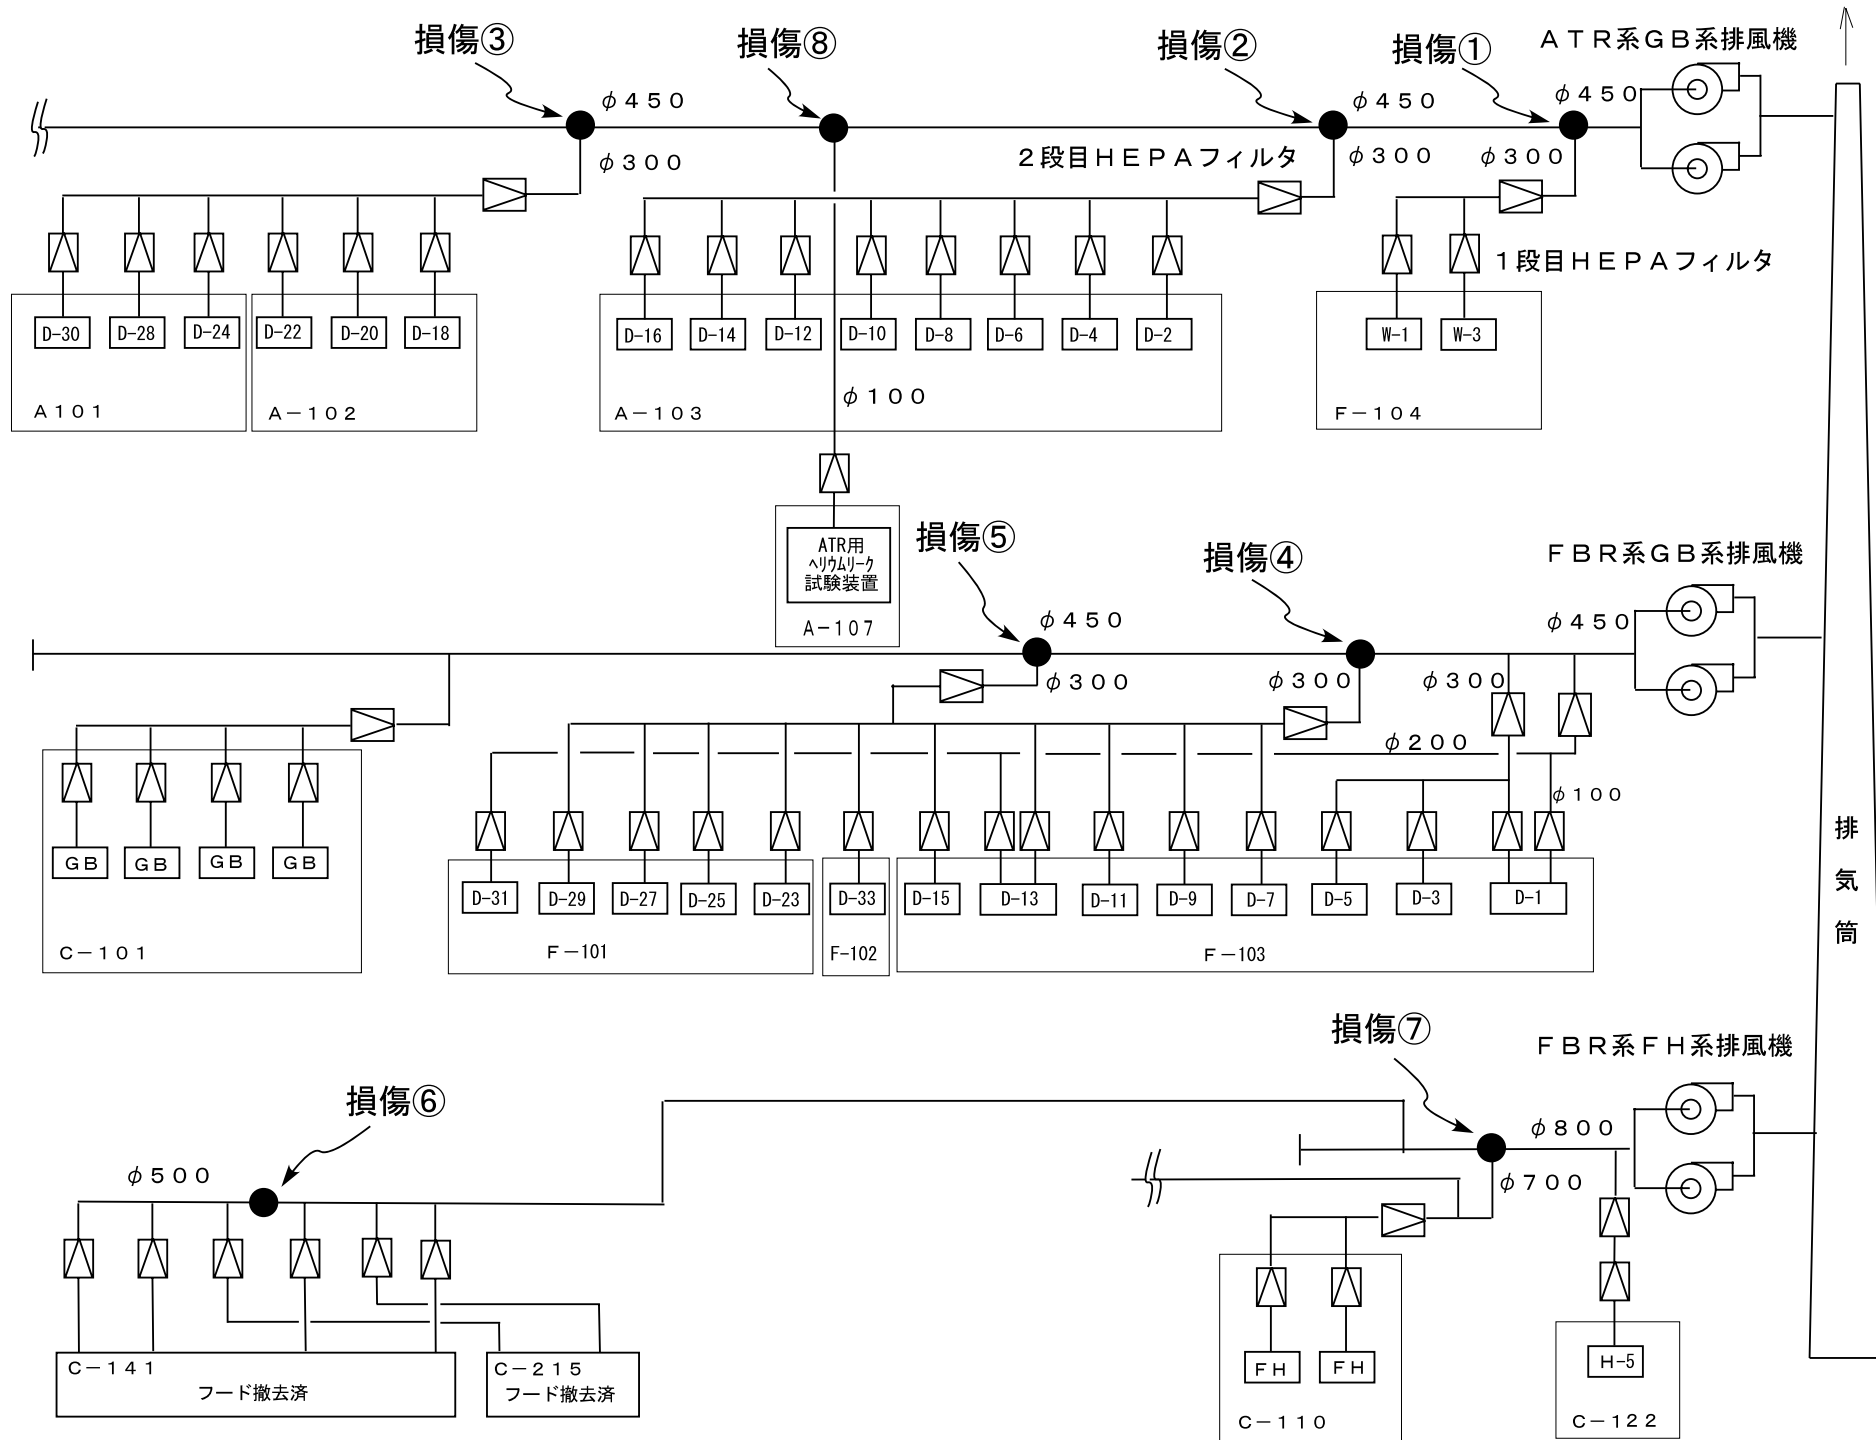 損傷③
損傷⑧
損傷②
損傷①
ATR系GB系排風機
φ450
φ450
φ450
φ300
2段目HEPAフィルタ
φ300
φ300
1段目HEPAフィルタ
D-30
D-28
D-24
D-22
D-20
D-18
D-16
D-14
D-12
D-10
D-8
D-6
D-4
D-2
W-1
W-3
A101
A-102
A-103
φ100
F-104
ATR用
ヘリウムリーク
試験装置
A-107
損傷⑤
損傷④
FBR系GB系排風機
φ450
φ450
φ300
φ300
φ300
φ200
φ100
GB
GB
GB
GB
C-101
D-31
D-29
D-27
D-25
D-23
D-33
D-15
D-13
D-11
D-9
D-7
D-5
D-3
D-1
F-101
F-102
F-103
排
気
筒
損傷⑦
FBR系FH系排風機
損傷⑥
φ500
φ800
φ700
C-141
フード撤去済
C-215
フード撤去済
FH
FH
C-110
H-5
C-122